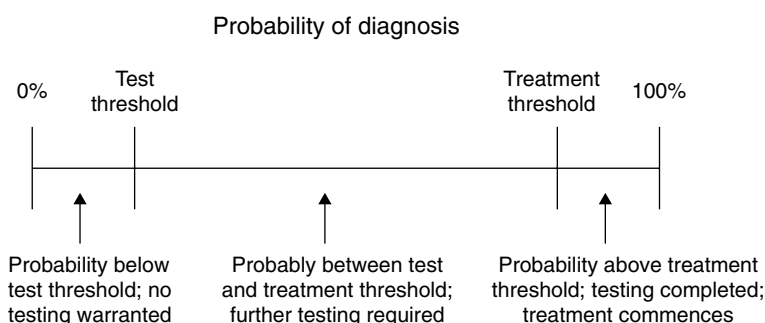 Probability of diagnosis
0%
Test
threshold
Treatment
threshold
100%
Probability below
test threshold; no
testing warranted
Probably between test
and treatment threshold;
further testing required
Probability above treatment
threshold; testing completed;
treatment commences